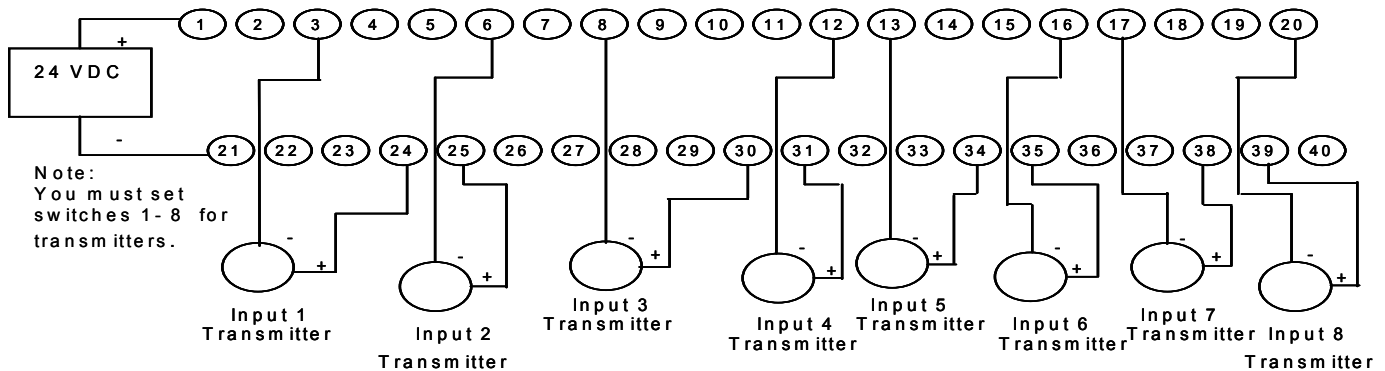 1 2 3 4 5 6 7 8 9 10 11 12 13 14 15 16 17 18 19 20
+
24 VDC
-
21 22 23 24 25 26 27 28 29 30 31 32 33 34 35 36 37 38 39 40
Note:
You must set
switches 1-8 for
transmitters.
- +
- +
- +
- +
- +
- +
- +
- +
Input 1
Transmitter
Input 2
Transmitter
Input 3
Transmitter
Input 4
Transmitter
Input 5
Transmitter
Input 6
Transmitter
Input 7
Transmitter
Input 8
Transmitter